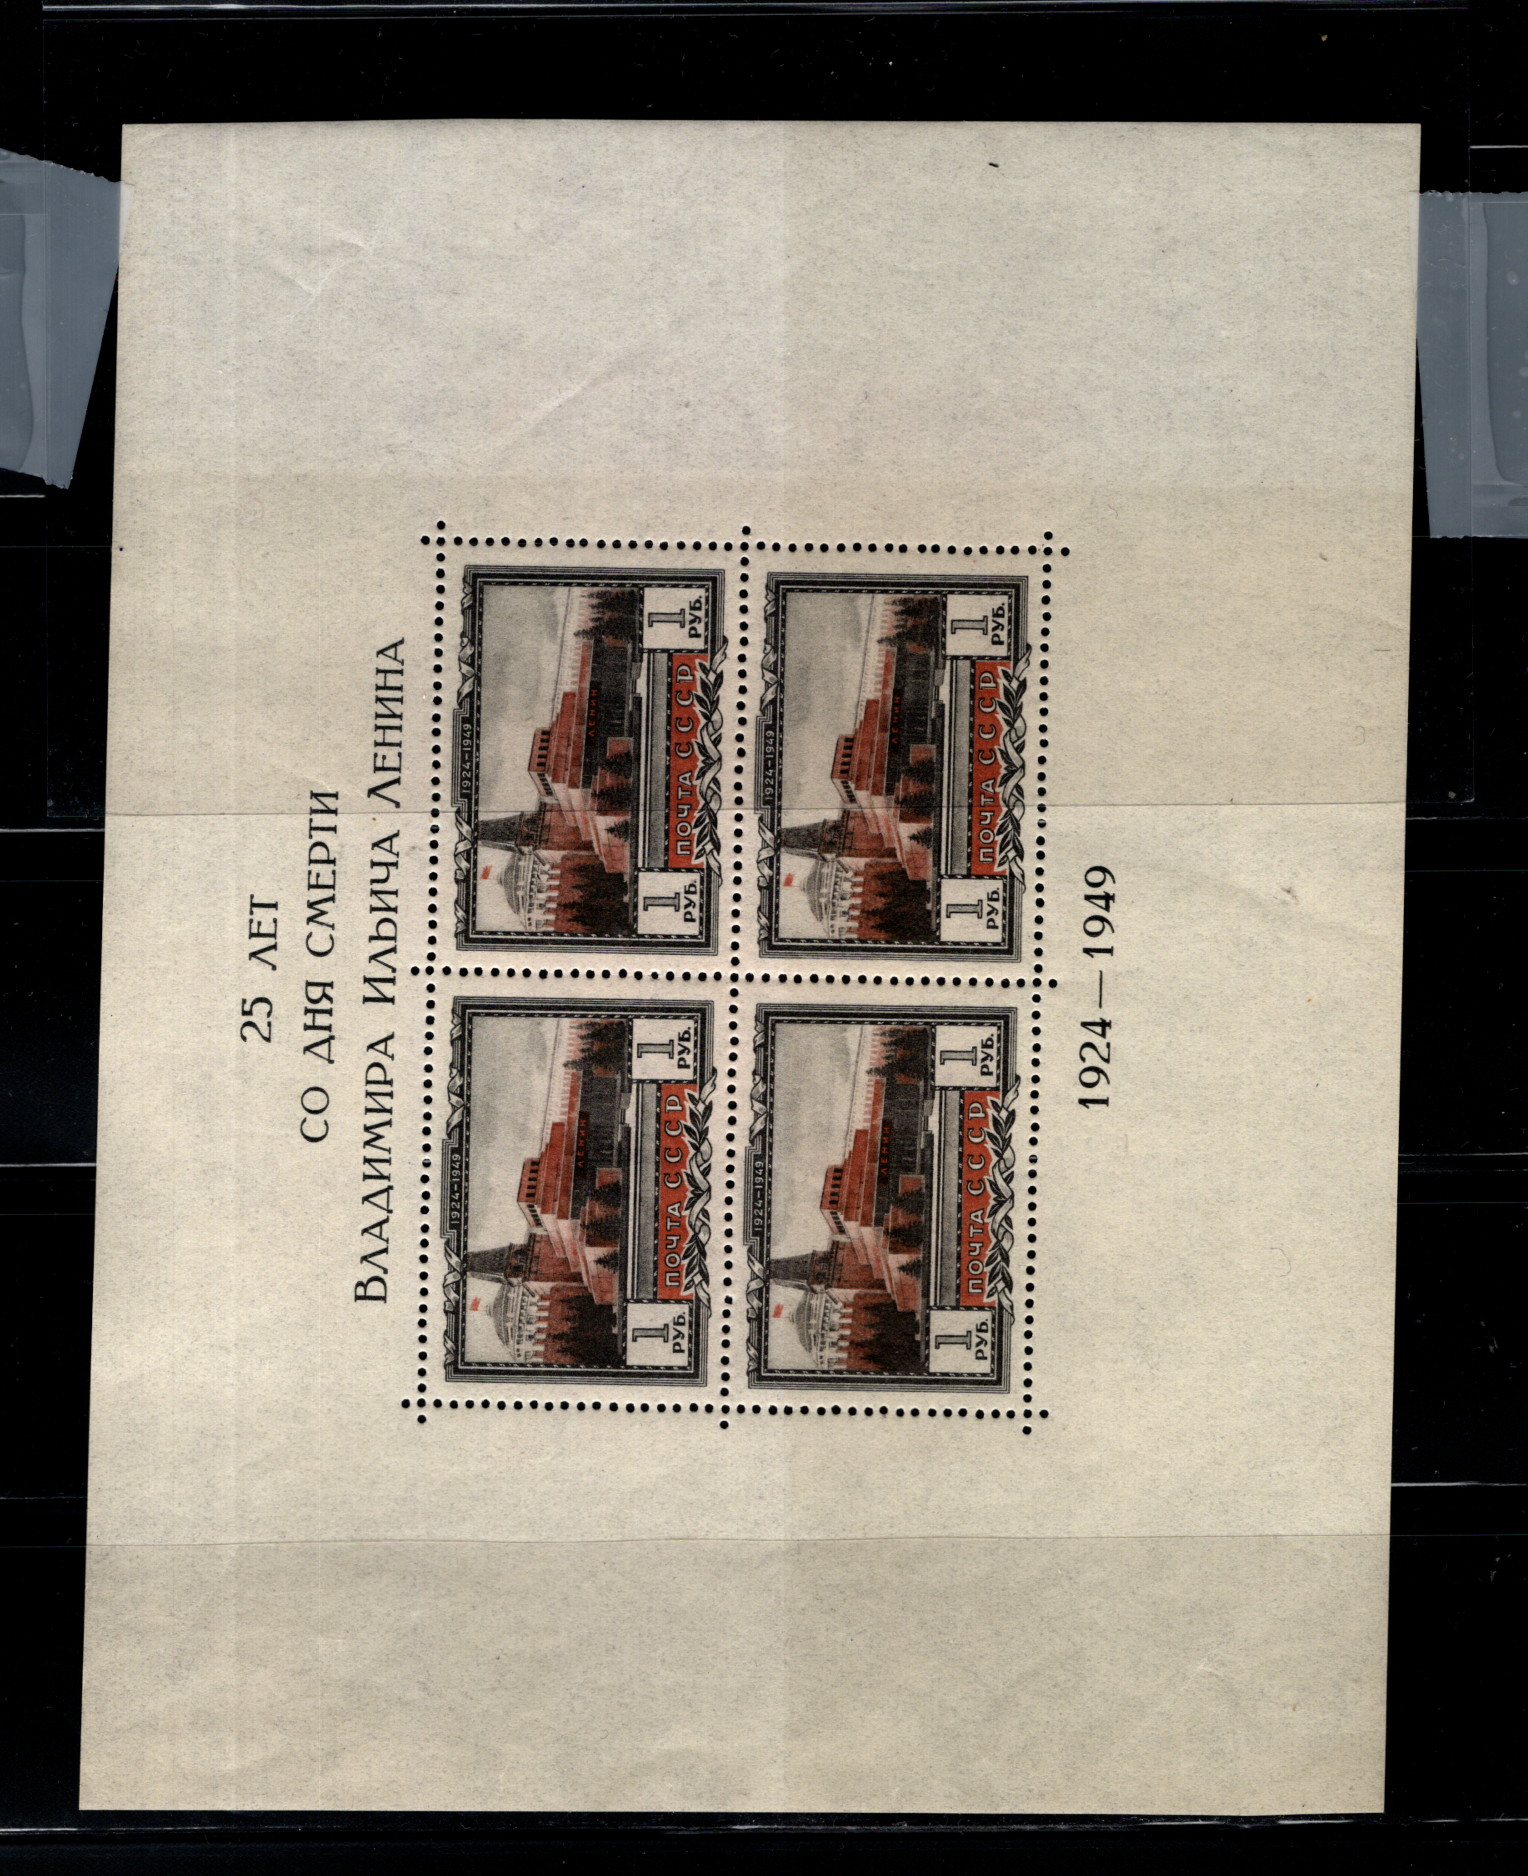 25 ЛЕТ
СО ДНЯ СМЕРТИ
ВЛАДИМИРА ИЛЬИЧА ЛЕНИНА
1924–1949
ЛЕНИН
1 РУБ.
ПОЧТА СССР
1 РУБ.
1924–1949
ЛЕНИН
1 РУБ.
ПОЧТА СССР
1 РУБ.
1924–1949
ЛЕНИН
1 РУБ.
ПОЧТА СССР
1 РУБ.
1924–1949
ЛЕНИН
1 РУБ.
ПОЧТА СССР
1 РУБ.
1924—1949